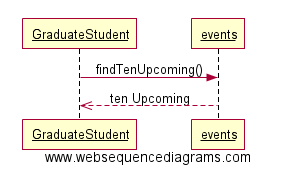 GraduateStudent events
findTenUpcoming()
ten Upcoming
GraduateStudent events
www.websequencediagrams.com